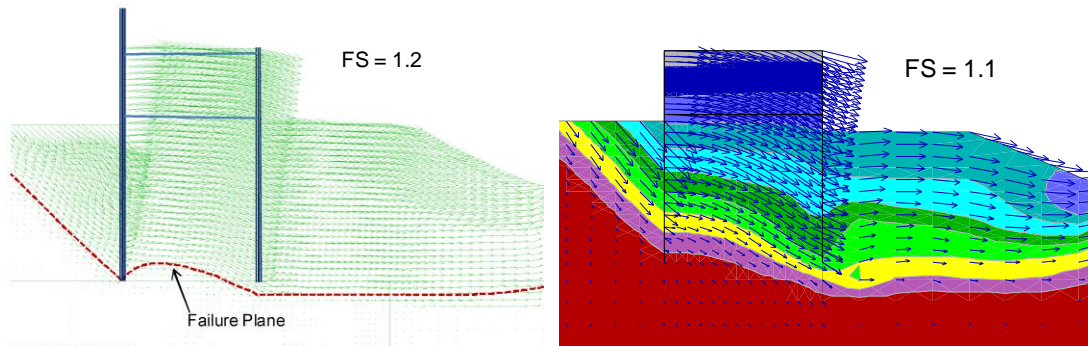 FS = 1.2
Failure Plane
FS = 1.1